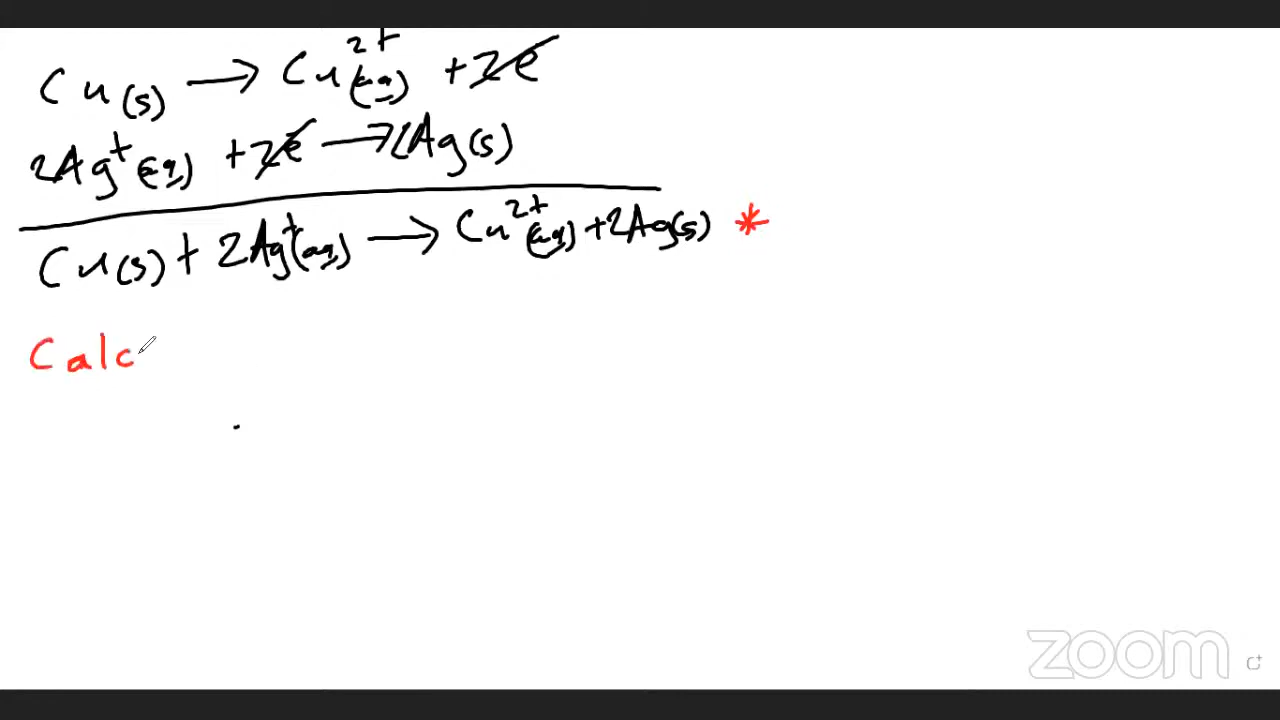 Cu(s) → Cu²⁺(aq) + 2e
2Ag⁺(aq) + 2e → 2Ag(s)
Cu(s) + 2Ag⁺(aq) → Cu²⁺(aq) + 2Ag(s) *
Calc
zoom